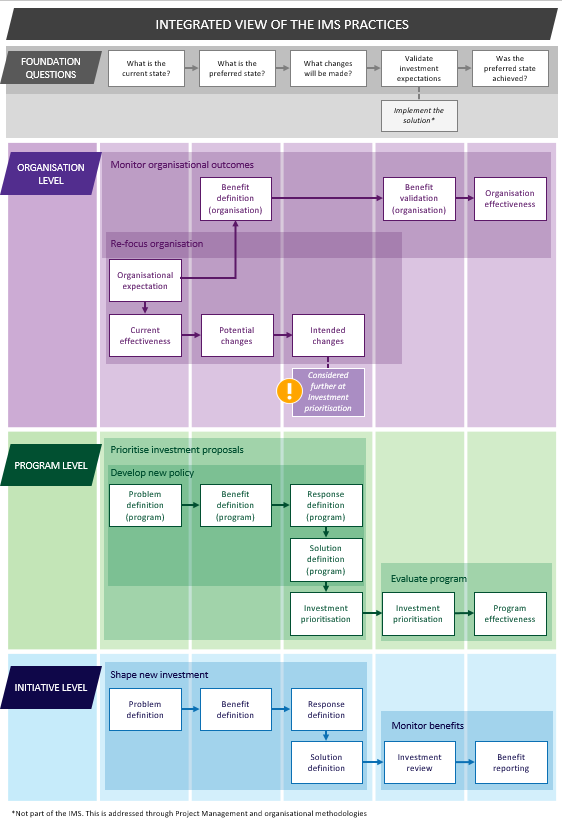 INTEGRATED VIEW OF THE IMS PRACTICES
FOUNDATION
QUESTIONS
What is the
current state?
What is the
preferred state?
What changes
will be made?
Validate
investment
expectations
Was the
preferred state
achieved?
Implement the
solution*
ORGANISATION
LEVEL
Monitor organisational outcomes
Benefit
definition
(organisation)
Benefit
validation
(organisation)
Organisation
effectiveness
Re-focus organisation
Organisational
expectation
Current
effectiveness
Potential
changes
Intended
changes
!
Considered
further at
Investment
prioritisation
PROGRAM LEVEL
Prioritise investment proposals
Develop new policy
Problem
definition
(program)
Benefit
definition
(program)
Response
definition
(program)
Solution
definition
(program)
Evaluate program
Investment
prioritisation
Investment
prioritisation
Program
effectiveness
INITIATIVE LEVEL
Shape new investment
Problem
definition
Benefit
definition
Response
definition
Monitor benefits
Solution
definition
Investment
review
Benefit
reporting
*Not part of the IMS. This is addressed through Project Management and organisational methodologies